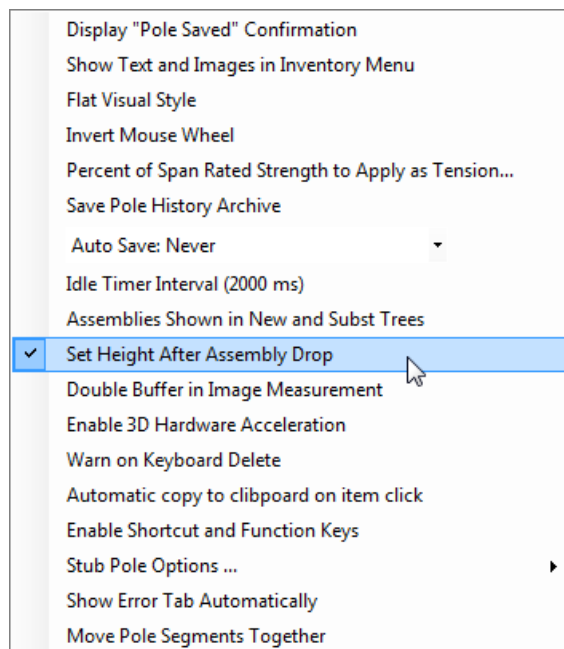 Display "Pole Saved" Confirmation
Show Text and Images in Inventory Menu
Flat Visual Style
Invert Mouse Wheel
Percent of Span Rated Strength to Apply as Tension...
Save Pole History Archive
Auto Save: Never
Idle Timer Interval (2000 ms)
Assemblies Shown in New and Subst Trees
Set Height After Assembly Drop
Double Buffer in Image Measurement
Enable 3D Hardware Acceleration
Warn on Keyboard Delete
Automatic copy to clibpoard on item click
Enable Shortcut and Function Keys
Stub Pole Options ...
Show Error Tab Automatically
Move Pole Segments Together